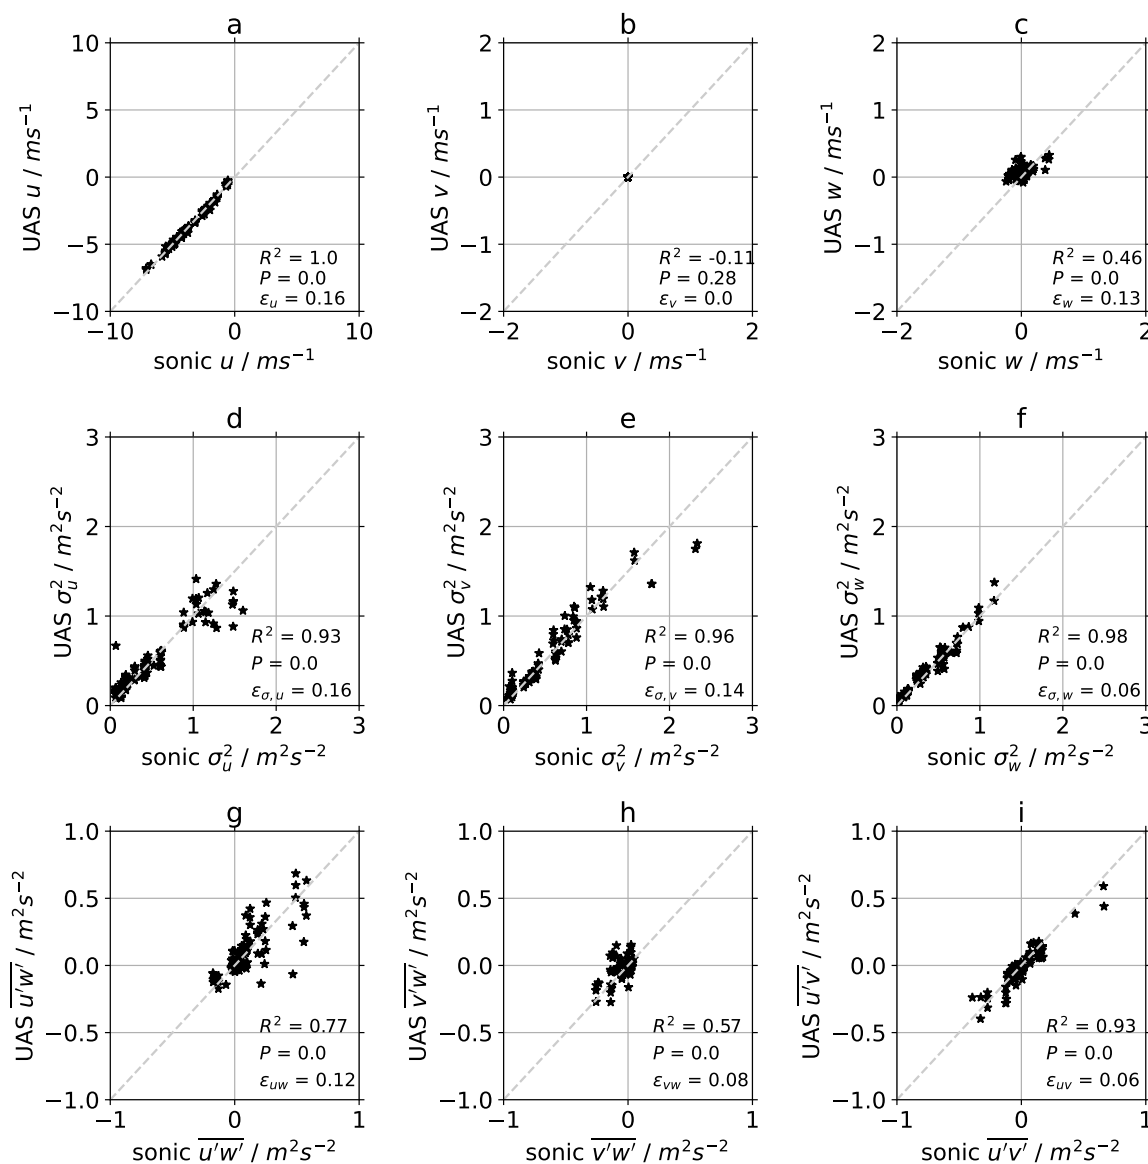 a
b
c
UAS u / ms⁻¹
10
5
0
−5
−10
R² = 1.0
P = 0.0
εᵤ = 0.16
−10
0
10
sonic u / ms⁻¹
UAS v / ms⁻¹
2
1
0
−1
−2
R² = -0.11
P = 0.28
εᵥ = 0.0
−2
0
2
sonic v / ms⁻¹
UAS w / ms⁻¹
2
1
0
−1
−2
R² = 0.46
P = 0.0
ε_w = 0.13
−2
0
2
sonic w / ms⁻¹
d
e
f
UAS σ²ᵤ / m²s⁻²
3
2
1
0
R² = 0.93
P = 0.0
ε_σ,u = 0.16
0
1
2
3
sonic σ²ᵤ / m²s⁻²
UAS σ²ᵥ / m²s⁻²
3
2
1
0
R² = 0.96
P = 0.0
ε_σ,v = 0.14
0
1
2
3
sonic σ²ᵥ / m²s⁻²
UAS σ²_w / m²s⁻²
3
2
1
0
R² = 0.98
P = 0.0
ε_σ,w = 0.06
0
1
2
3
sonic σ²_w / m²s⁻²
g
h
i
UAS u′w′ / m²s⁻²
1.0
0.5
0.0
−0.5
−1.0
R² = 0.77
P = 0.0
ε_uw = 0.12
−1
0
1
sonic u′w′ / m²s⁻²
UAS v′w′ / m²s⁻²
1.0
0.5
0.0
−0.5
−1.0
R² = 0.57
P = 0.0
ε_vw = 0.08
−1
0
1
sonic v′w′ / m²s⁻²
UAS u′v′ / m²s⁻²
1.0
0.5
0.0
−0.5
−1.0
R² = 0.93
P = 0.0
ε_uv = 0.06
−1
0
1
sonic u′v′ / m²s⁻²